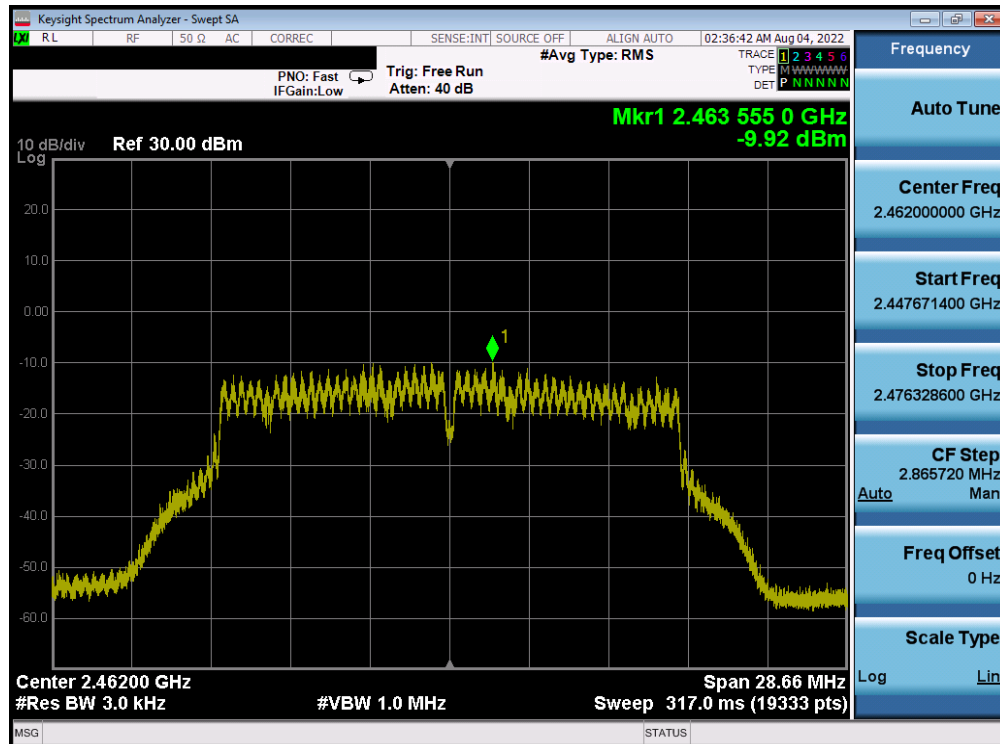 Keysight Spectrum Analyzer - Swept SA
LXI RL RF 50 Ω AC CORREC SENSE:INT SOURCE OFF ALIGN AUTO 02:36:42 AM Aug 04, 2022
#Avg Type: RMS TRACE 1 2 3 4 5 6
PNO: Fast Trig: Free Run TYPE M W W W W W
IFGain:Low Atten: 40 dB DET P N N N N N
Mkr1 2.463 555 0 GHz
-9.92 dBm
10 dB/div Ref 30.00 dBm
Log
1
20.0
10.0
0.00
-10.0
-20.0
-30.0
-40.0
-50.0
-60.0
Center 2.46200 GHz Span 28.66 MHz
#Res BW 3.0 kHz #VBW 1.0 MHz Sweep 317.0 ms (19333 pts)
MSG STATUS
Frequency
Auto Tune
Center Freq
2.462000000 GHz
Start Freq
2.447671400 GHz
Stop Freq
2.476328600 GHz
CF Step
2.865720 MHz
Auto Man
Freq Offset
0 Hz
Scale Type
Log Lin